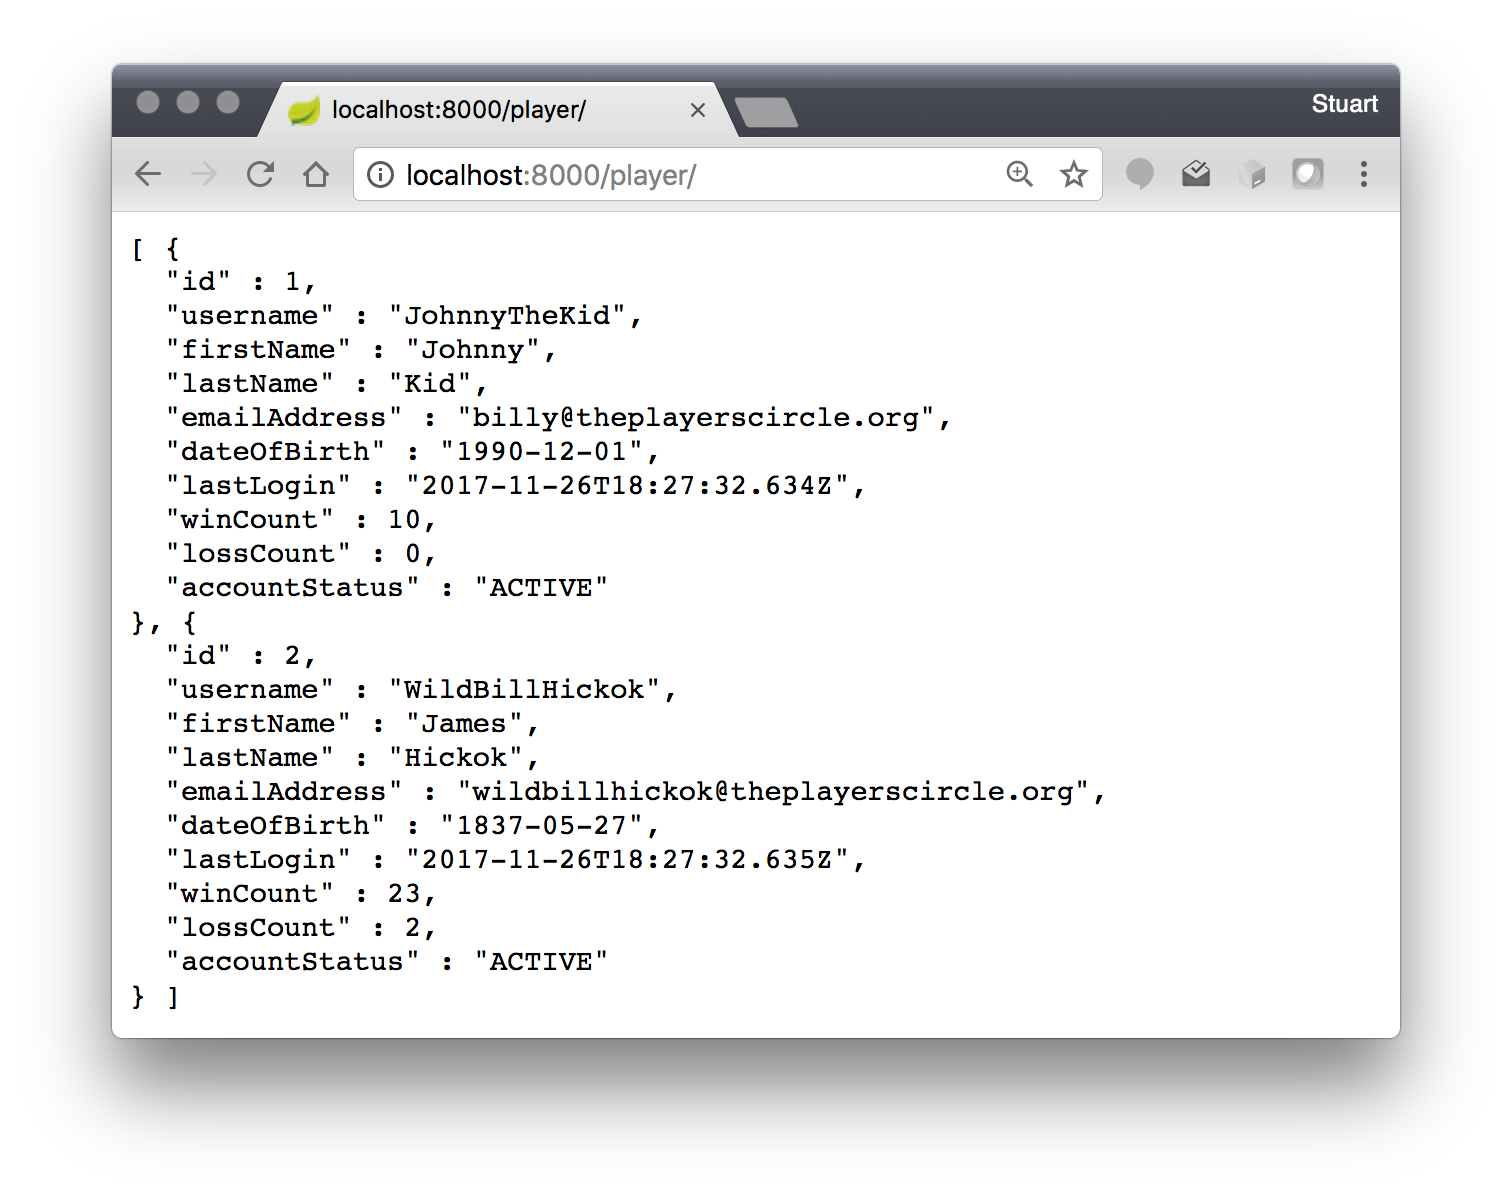 localhost:8000/player/
Stuart
localhost:8000/player/
[ {
  "id" : 1,
  "username" : "JohnnyTheKid",
  "firstName" : "Johnny",
  "lastName" : "Kid",
  "emailAddress" : "billy@theplayerscircle.org",
  "dateOfBirth" : "1990-12-01",
  "lastLogin" : "2017-11-26T18:27:32.634Z",
  "winCount" : 10,
  "lossCount" : 0,
  "accountStatus" : "ACTIVE"
}, {
  "id" : 2,
  "username" : "WildBillHickok",
  "firstName" : "James",
  "lastName" : "Hickok",
  "emailAddress" : "wildbillhickok@theplayerscircle.org",
  "dateOfBirth" : "1837-05-27",
  "lastLogin" : "2017-11-26T18:27:32.635Z",
  "winCount" : 23,
  "lossCount" : 2,
  "accountStatus" : "ACTIVE"
} ]